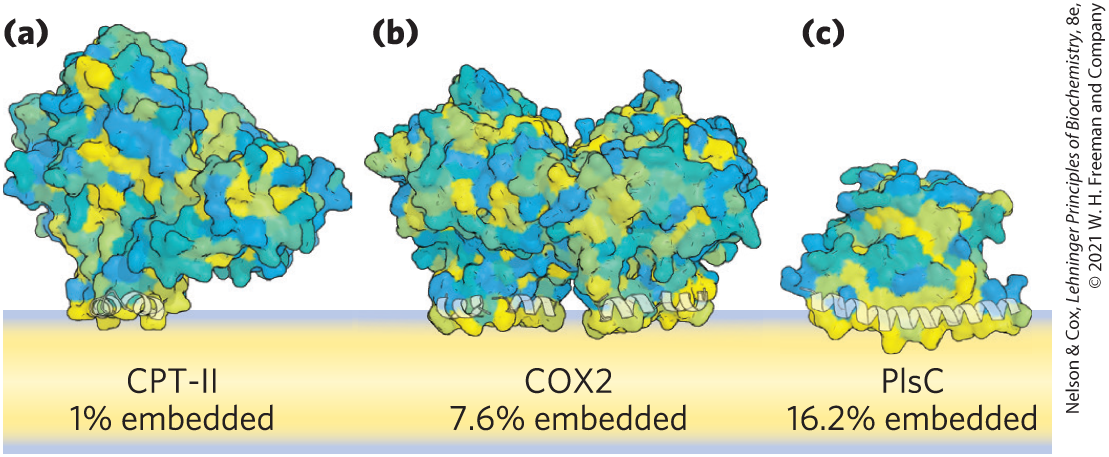 (a)
(b)
(c)
CPT-II
1% embedded
COX2
7.6% embedded
PlsC
16.2% embedded
Nelson & Cox, Lehninger Principles of Biochemistry, 8e,
© 2021 W. H. Freeman and Company